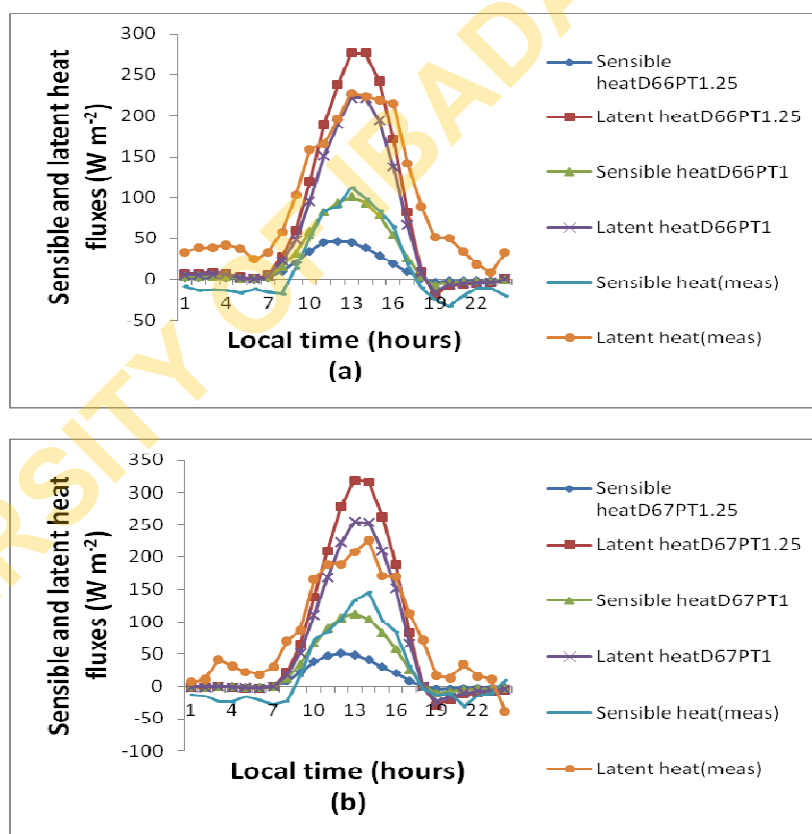 UNIVERSITY OF IBADAN
300
250
200
150
100
50
0
-50
Sensible and latent heat
fluxes (W m-2)
1 4 7 10 13 16 19 22
Local time (hours)
(a)
Sensible
heatD66PT1.25
Latent heatD66PT1.25
Sensible heatD66PT1
Latent heatD66PT1
Sensible heat(meas)
Latent heat(meas)
350
300
250
200
150
100
50
0
-50
-100
Sensible and latent heat
fluxes (W m-2)
1 4 7 10 13 16 19 22
Local time (hours)
(b)
Sensible
heatD67PT1.25
Latent heatD67PT1.25
Sensible heatD67PT1
Latent heatD67PT1
Sensible heat(meas)
Latent heat(meas)